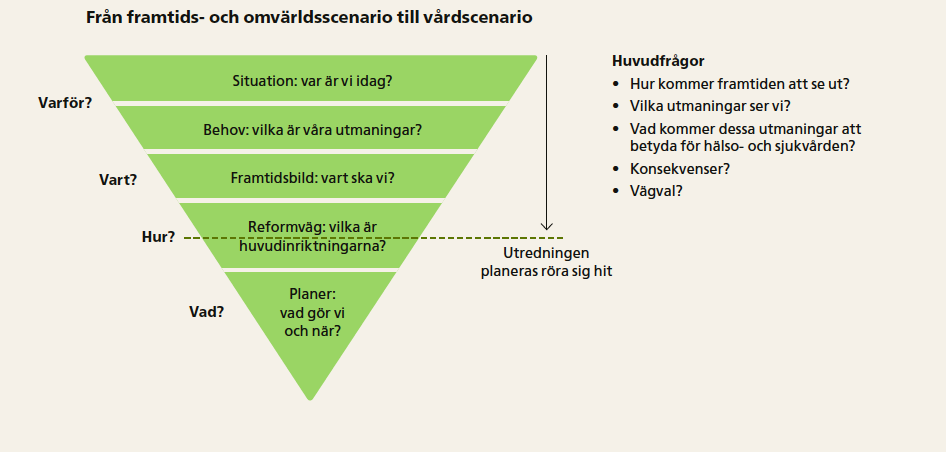 Från framtids- och omvärldsscenario till vårdscenario
Varför?
Situation: var är vi idag?
Behov: vilka är våra utmaningar?
Vart?
Framtidsbild: vart ska vi?
Hur?
Reformväg: vilka är
huvudinriktningarna?
Vad?
Planer:
vad gör vi
och när?
Utredningen
planeras röra sig hit
Huvudfrågor
• Hur kommer framtiden att se ut?
• Vilka utmaningar ser vi?
• Vad kommer dessa utmaningar att
betyda för hälso- och sjukvården?
• Konsekvenser?
• Vägval?